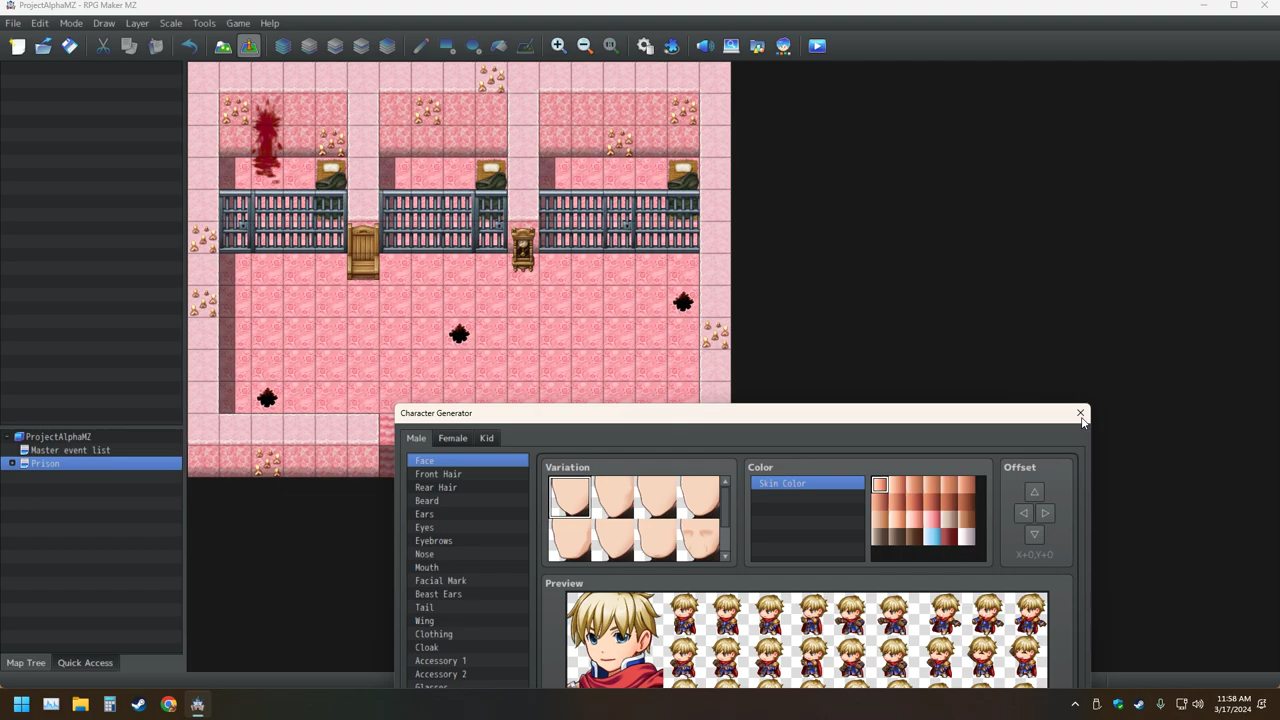 ProjectAlphaMZ - RPG Maker MZ
File Edit Mode Draw Layer Scale Tools Game Help
ProjectAlphaMZ
Master event list
Prison
Map Tree Quick Access
Character Generator
Male Female Kid
Face
Front Hair
Rear Hair
Beard
Ears
Eyes
Eyebrows
Nose
Mouth
Facial Mark
Beast Ears
Tail
Wing
Clothing
Cloak
Accessory 1
Accessory 2
Glasses
Variation
Color
Skin Color
Offset
X+0,Y+0
Preview
11:58 AM
3/17/2024